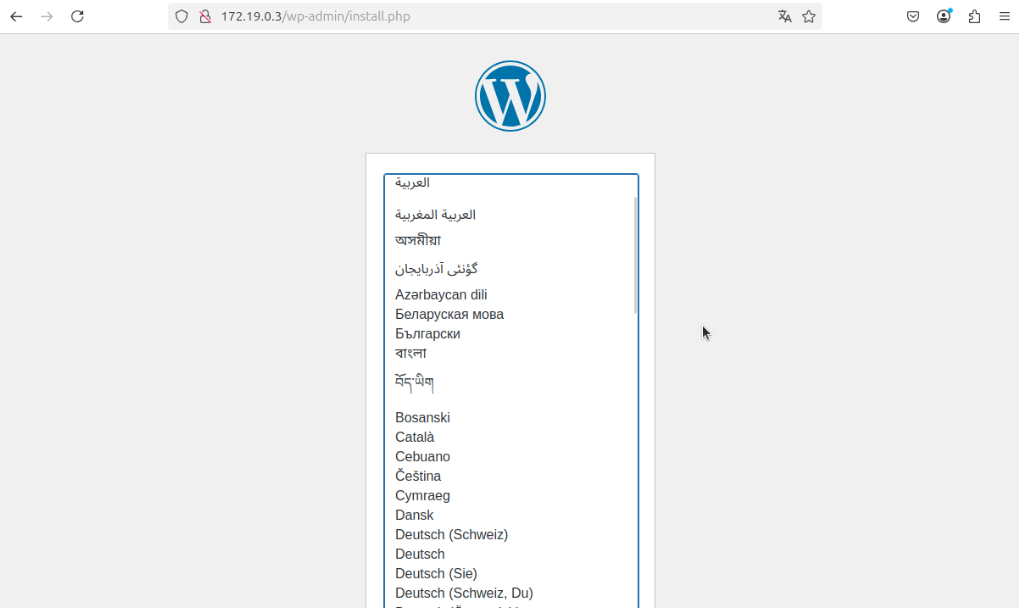 172.19.0.3/wp-admin/install.php
العربية
العربية المغربية
অসমীয়া
گؤنئی آذربایجان
Azərbaycan dili
Беларуская мова
Български
বাংলা
བོད་ཡིག
Bosanski
Català
Cebuano
Čeština
Cymraeg
Dansk
Deutsch (Schweiz)
Deutsch
Deutsch (Sie)
Deutsch (Schweiz, Du)